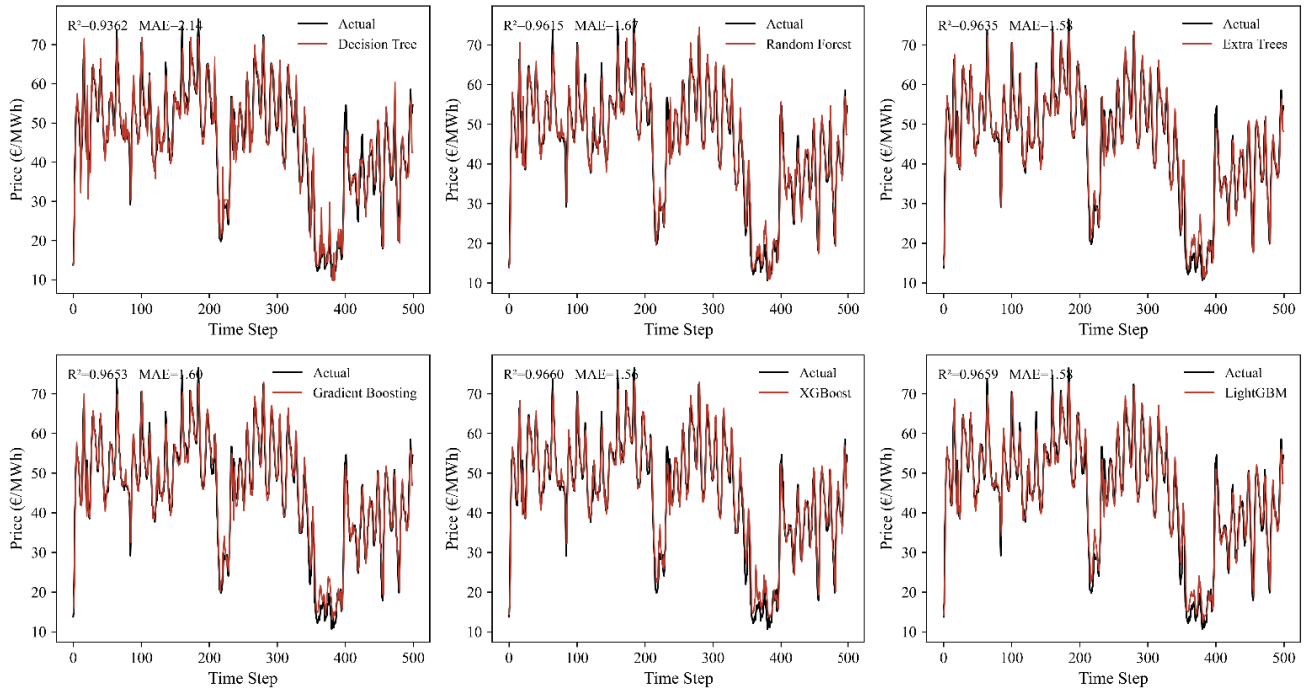 R²=0.9362 MAE=2.14
Actual
Decision Tree
Price (€/MWh)
70
60
50
40
30
20
10
0
100
200
300
400
500
Time Step
R²=0.9615 MAE=1.67
Actual
Random Forest
Price (€/MWh)
70
60
50
40
30
20
10
0
100
200
300
400
500
Time Step
R²=0.9635 MAE=1.58
Actual
Extra Trees
Price (€/MWh)
70
60
50
40
30
20
10
0
100
200
300
400
500
Time Step
R²=0.9653 MAE=1.60
Actual
Gradient Boosting
Price (€/MWh)
70
60
50
40
30
20
10
0
100
200
300
400
500
Time Step
R²=0.9660 MAE=1.56
Actual
XGBoost
Price (€/MWh)
70
60
50
40
30
20
10
0
100
200
300
400
500
Time Step
R²=0.9659 MAE=1.58
Actual
LightGBM
Price (€/MWh)
70
60
50
40
30
20
10
0
100
200
300
400
500
Time Step